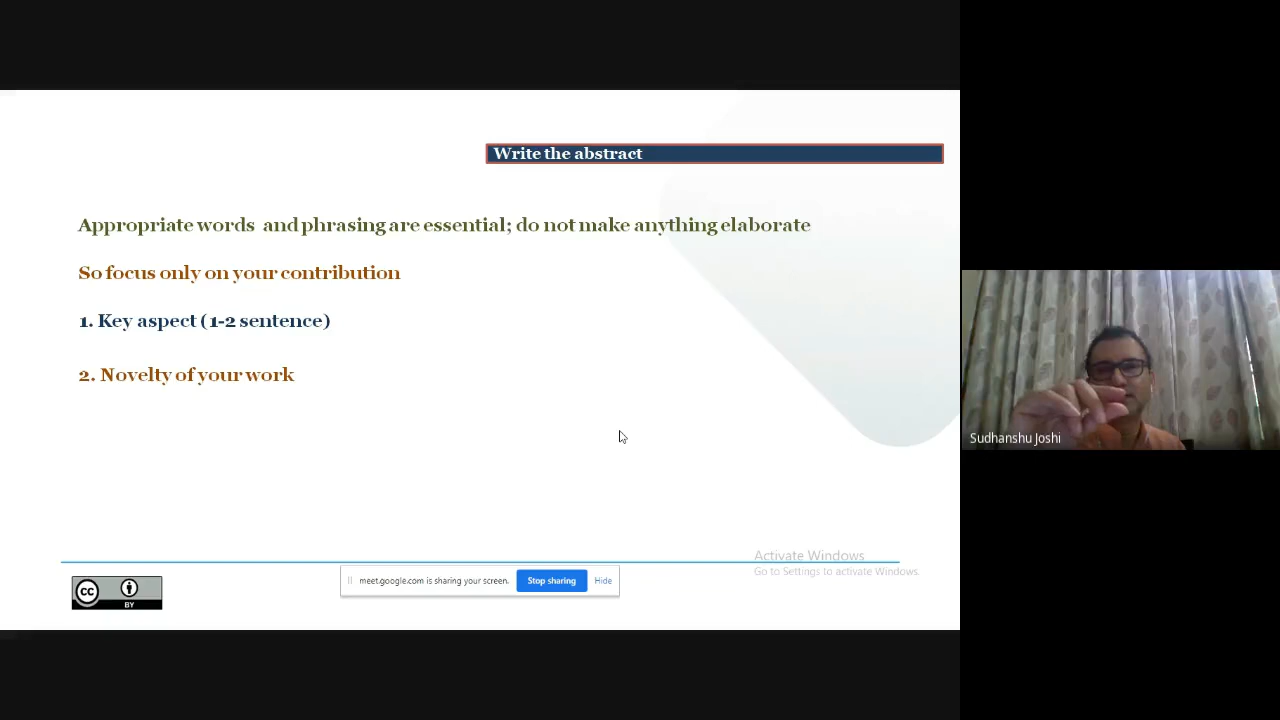 Write the abstract
Appropriate words and phrasing are essential; do not make anything elaborate
So focus only on your contribution
1. Key aspect (1-2 sentence)
2. Novelty of your work
Sudhanshu Joshi
Activate Windows
Go to Settings to activate Windows.
meet.google.com is sharing your screen.
Stop sharing
Hide
cc
BY